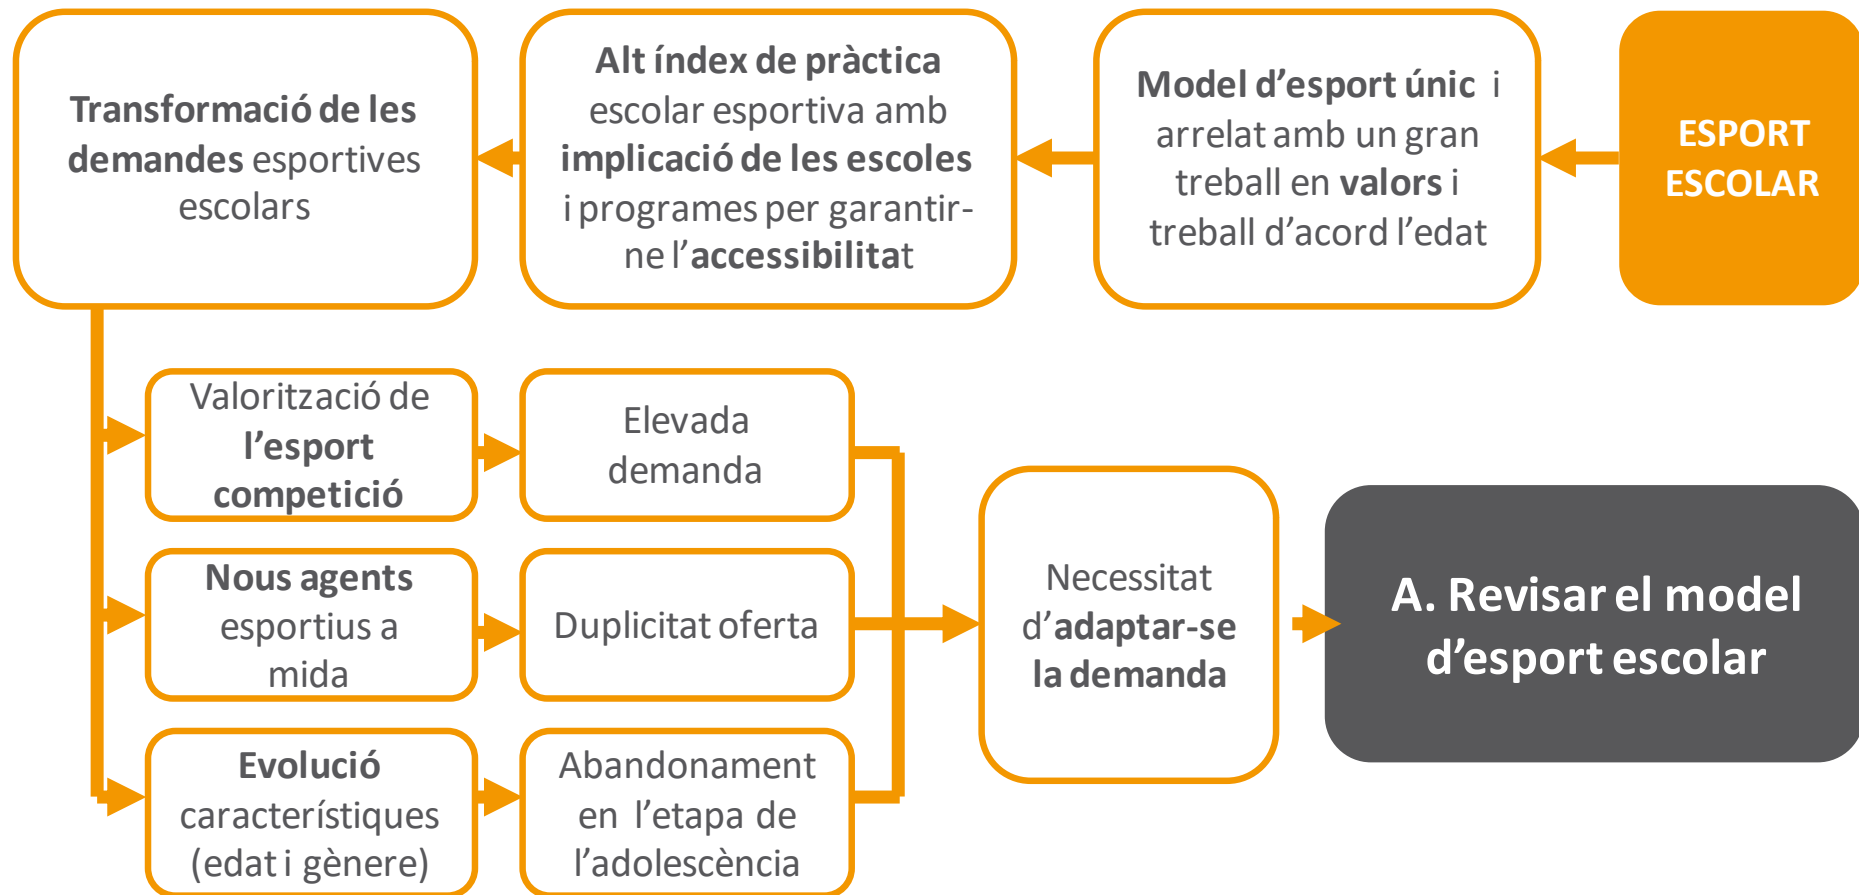 Transformació de les
demandes esportives
escolars
Alt índex de pràctica
escolar esportiva amb
implicació de les escoles
i programes per garantir-
ne l’accessibilitat
Model d’esport únic i
arrelat amb un gran
treball en valors i
treball d’acord l’edat
ESPORT
ESCOLAR
Valorització de
l’esport
competició
Elevada
demanda
Nous agents
esportius a
mida
Duplicitat oferta
Evolució
característiques
(edat i gènere)
Abandonament
en l’etapa de
l’adolescència
Necessitat
d’adaptar-se
la demanda
A. Revisar el model
d’esport escolar